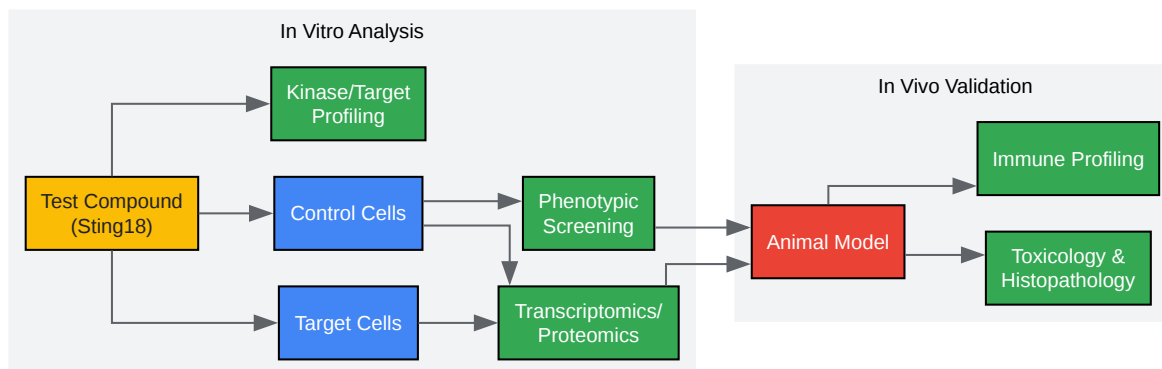 In Vitro Analysis
Kinase/Target
Profiling
Test Compound
(Sting18)
Control Cells
Target Cells
Phenotypic
Screening
Transcriptomics/
Proteomics
In Vivo Validation
Animal Model
Immune Profiling
Toxicology &
Histopathology